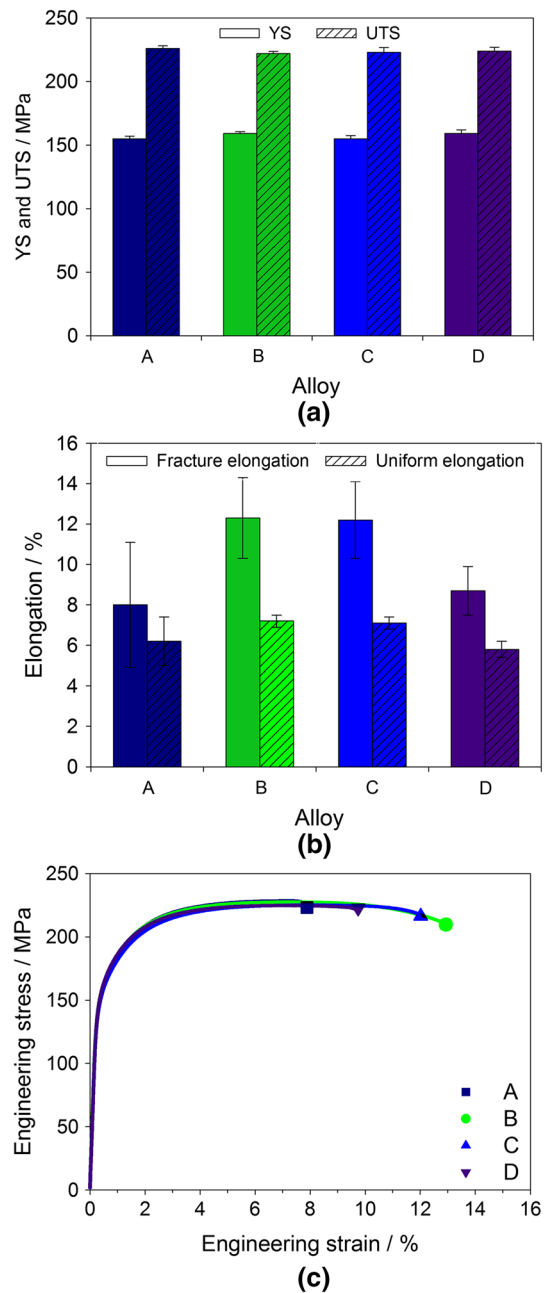 YS UTS
YS and UTS / MPa
250
200
150
100
50
0
A B C D
Alloy
(a)
Fracture elongation Uniform elongation
Elongation / %
16
14
12
10
8
6
4
2
0
A B C D
Alloy
(b)
Engineering stress / MPa
250
200
150
100
50
0
A
B
C
D
0 2 4 6 8 10 12 14 16
Engineering strain / %
(c)